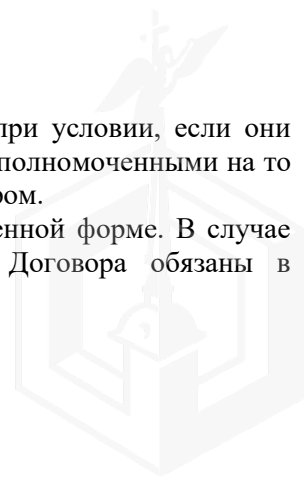 при условии, если они
полномоченными на то
ром.
енной форме. В случае
Договора обязаны в